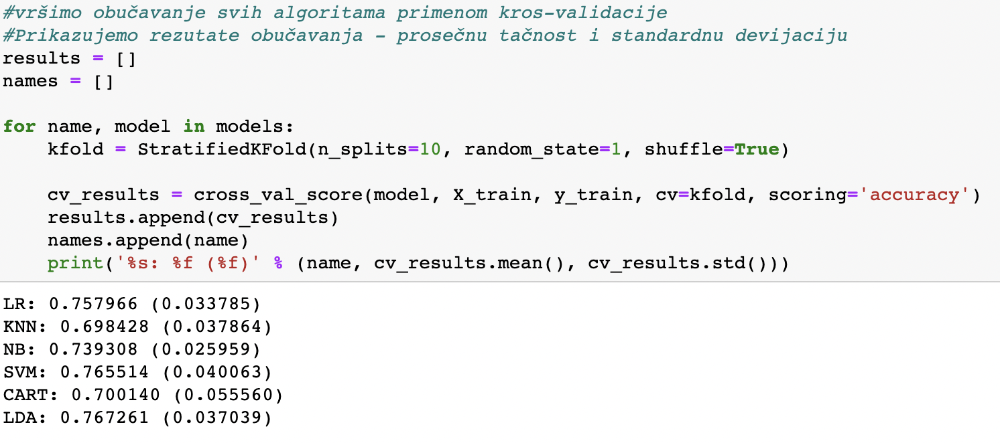 #vršimo obučavanje svih algoritama primenom kros-validacije
#Prikazujemo rezutate obučavanja - prosečnu tačnost i standardnu devijaciju
results = []
names = []
for name, model in models:
    kfold = StratifiedKFold(n_splits=10, random_state=1, shuffle=True)
    cv_results = cross_val_score(model, X_train, y_train, cv=kfold, scoring='accuracy')
    results.append(cv_results)
    names.append(name)
    print('%s: %f (%f)' % (name, cv_results.mean(), cv_results.std()))
LR: 0.757966 (0.033785)
KNN: 0.698428 (0.037864)
NB: 0.739308 (0.025959)
SVM: 0.765514 (0.040063)
CART: 0.700140 (0.055560)
LDA: 0.767261 (0.037039)